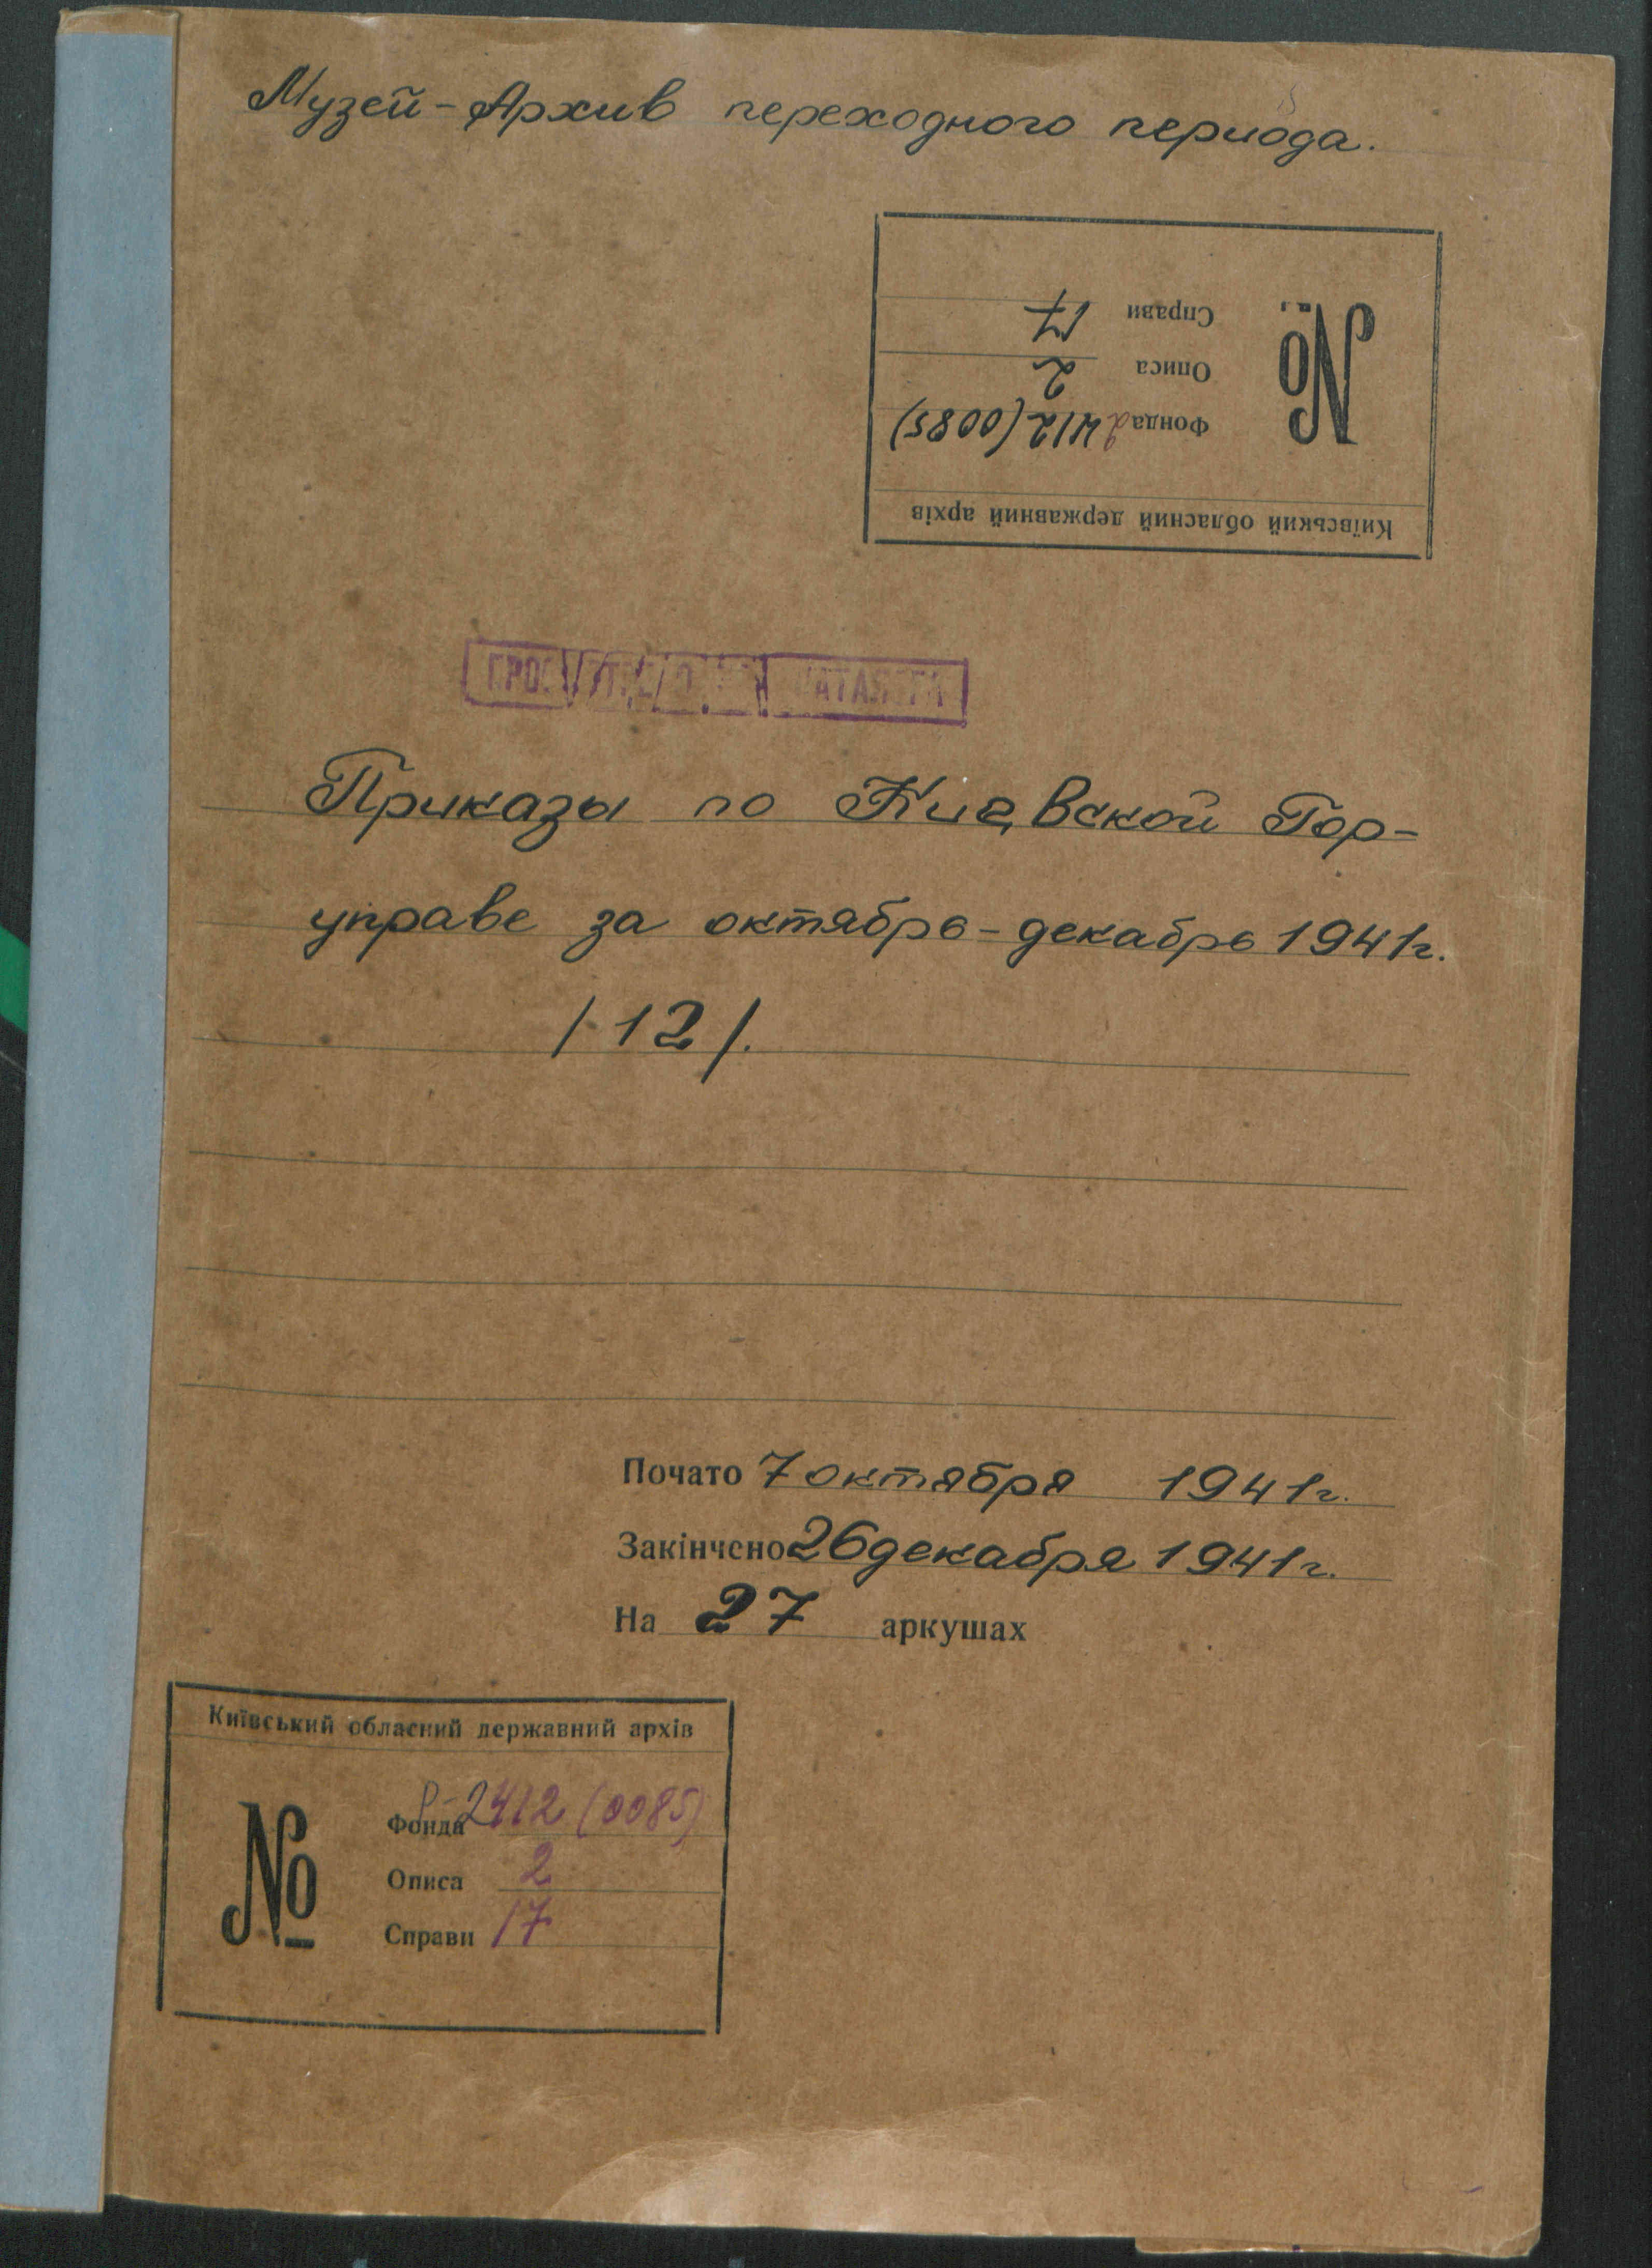 Музей-Архив переходного периода.
Київський обласний державний архів
№
Фонда 2412 (0085)
Описа 2
Справи 17
Приказы по Киевской Гор-
управе за октябрь-декабрь 1941г.
/12/.
Почато 7 октября 1941г.
Закінчено 26 декабря 1941г.
На 27 аркушах
Київський обласний державний архів
№
Фонда Р-2412 (0085)
Описа 2
Справи 17